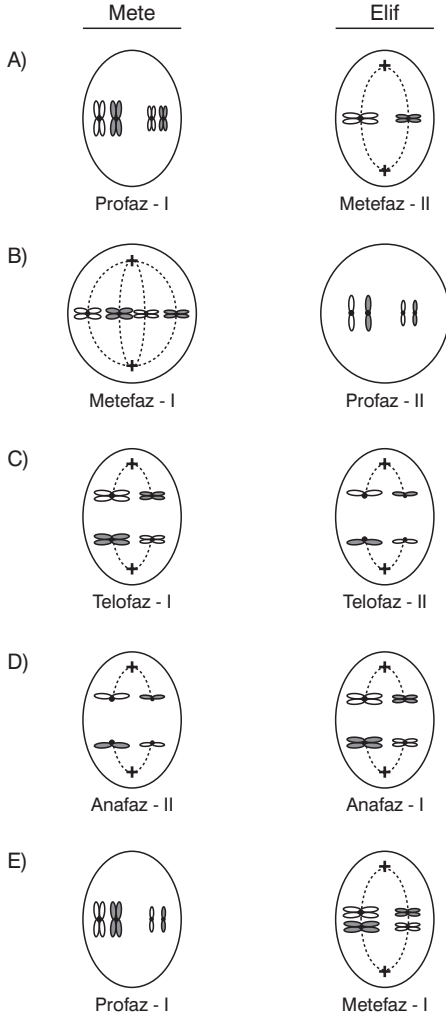 Mete Elif
A)
Profaz - I Metefaz - II
B)
Metefaz - I Profaz - II
C)
Telofaz - I Telofaz - II
D)
Anafaz - II Anafaz - I
E)
Profaz - I Metefaz - I